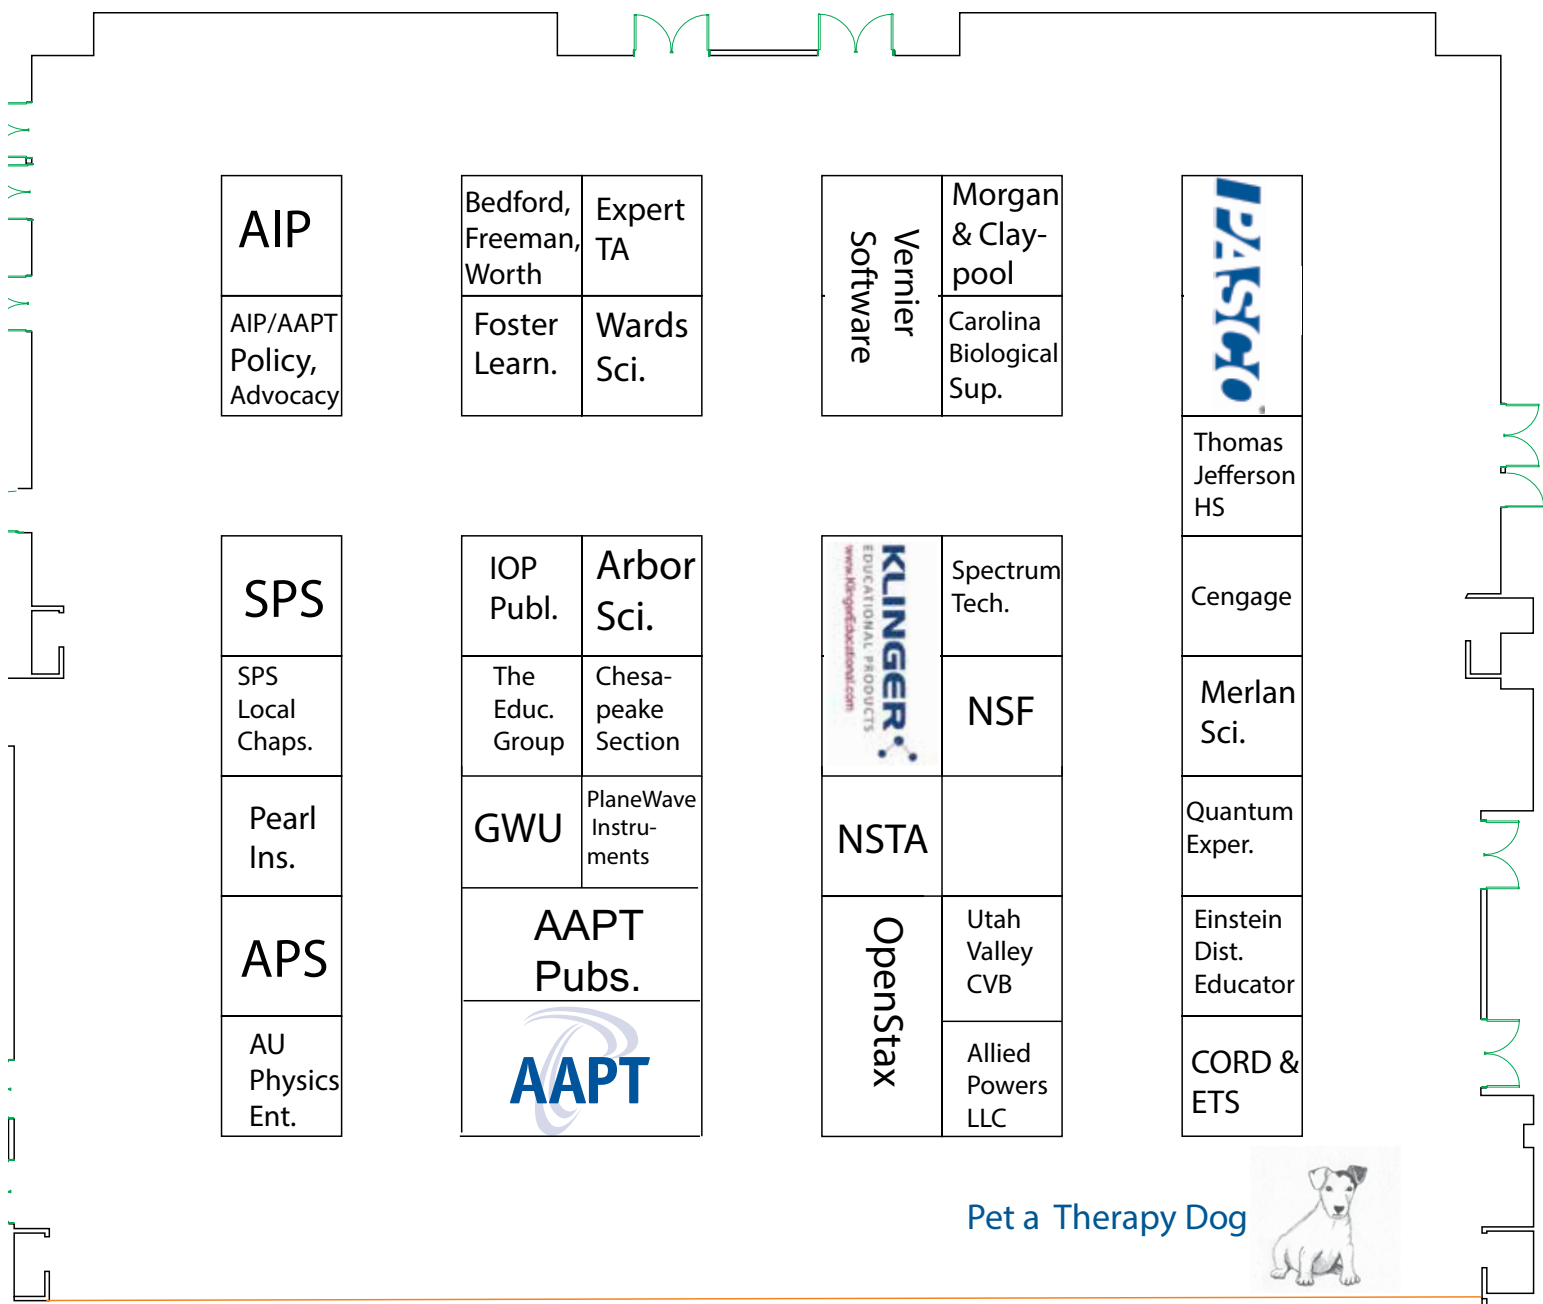 AIP
AIP/AAPT
Policy,
Advocacy
Bedford,
Freeman,
Worth
Expert
TA
Foster
Learn.
Wards
Sci.
Vernier
Software
Morgan
& Clay-
pool
Carolina
Biological
Sup.
PASCO
Thomas
Jefferson
HS
SPS
SPS
Local
Chaps.
Pearl
Ins.
APS
AU
Physics
Ent.
IOP
Publ.
Arbor
Sci.
The
Educ.
Group
Chesa-
peake
Section
GWU
PlaneWave
Instru-
ments
AAPT
Pubs.
AAPT
KLINGER
EDUCATIONAL PRODUCTS
www.KlingerEducational.com
Spectrum
Tech.
NSF
NSTA
OpenStax
Utah
Valley
CVB
Allied
Powers
LLC
Cengage
Merlan
Sci.
Quantum
Exper.
Einstein
Dist.
Educator
CORD &
ETS
Pet a Therapy Dog